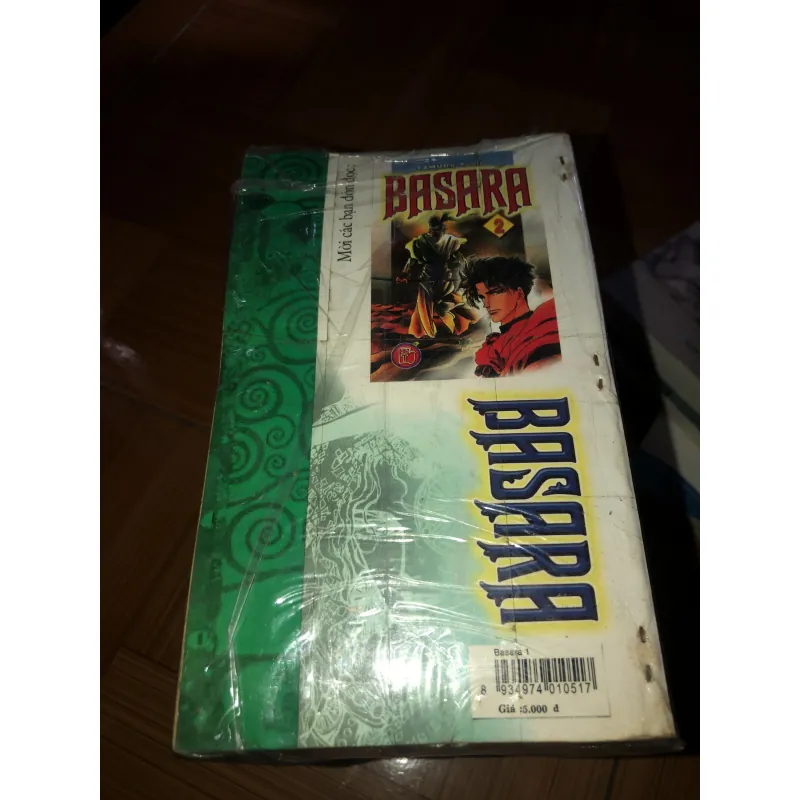 Mời các bạn đón đọc:
BASARA
2
BASARA
Basara 1
8 934974 010517
Giá :5.000 đ